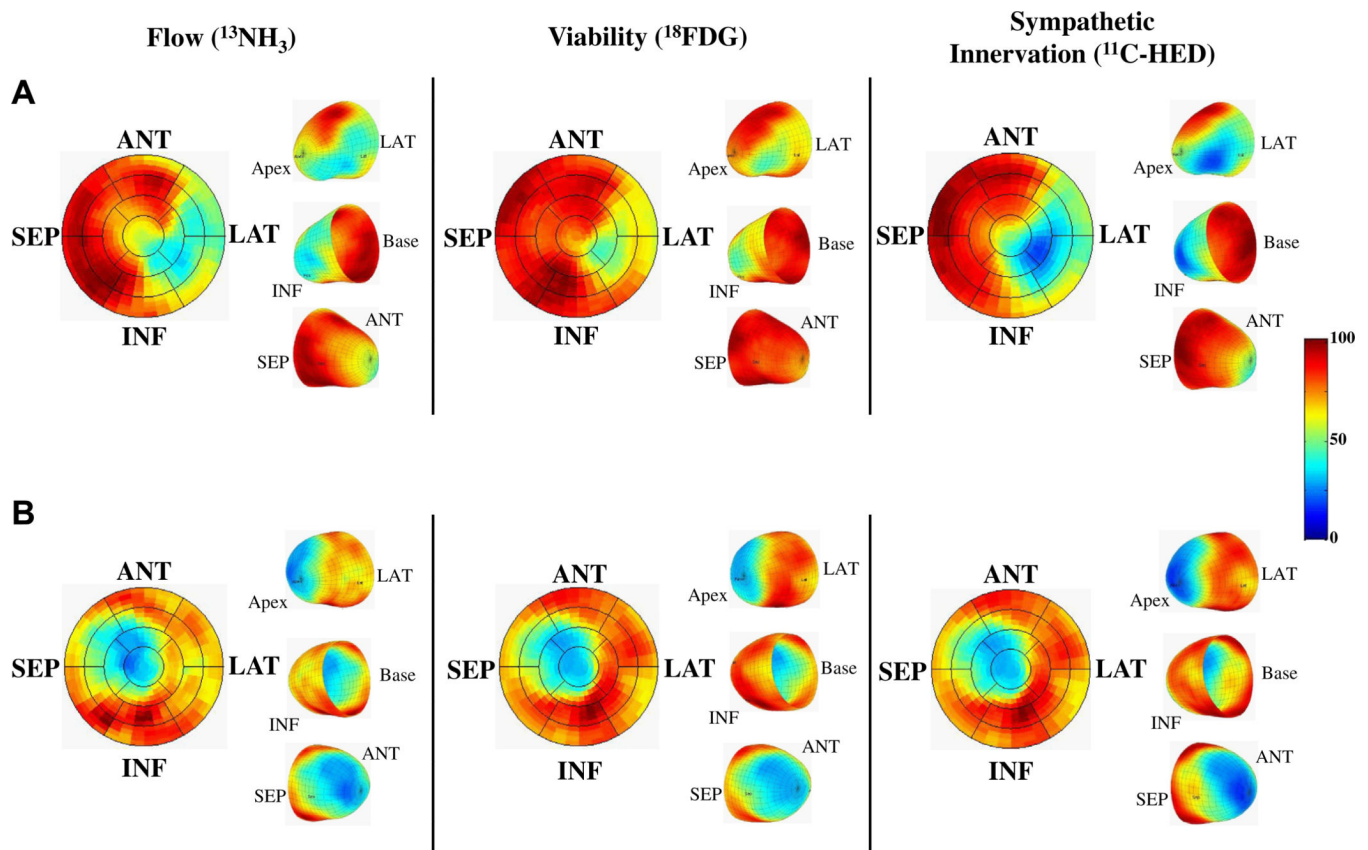 Flow (¹³NH₃)
Viability (¹⁸FDG)
Sympathetic
Innervation (¹¹C-HED)
A
ANT
SEP
LAT
INF
Apex
LAT
Base
INF
ANT
SEP
ANT
SEP
LAT
INF
Apex
LAT
Base
INF
ANT
SEP
ANT
SEP
LAT
INF
Apex
LAT
Base
INF
ANT
SEP
100
50
0
B
ANT
SEP
LAT
INF
Apex
LAT
Base
INF
ANT
SEP
ANT
SEP
LAT
INF
Apex
LAT
Base
INF
ANT
SEP
ANT
SEP
LAT
INF
Apex
LAT
Base
INF
ANT
SEP